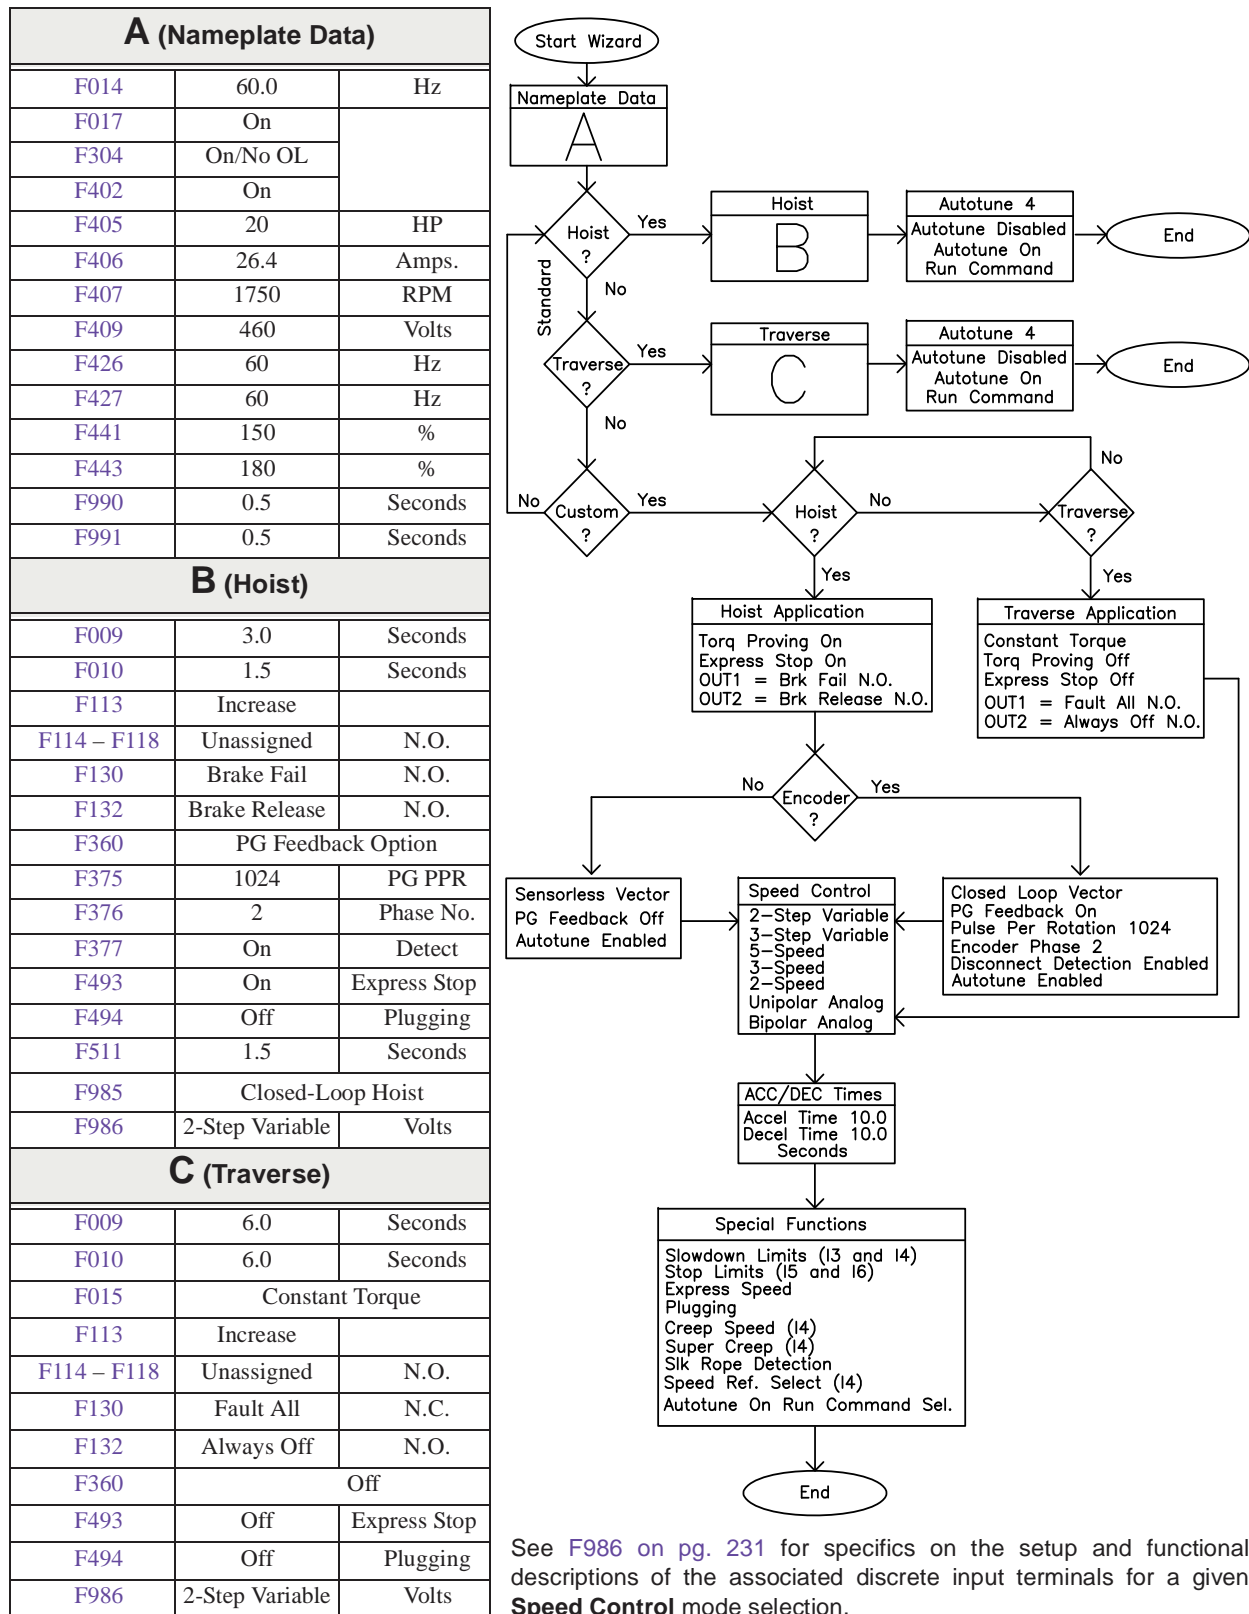 A (Nameplate Data)
F014 60.0 Hz
F017 On
F304 On/No OL
F402 On
F405 20 HP
F406 26.4 Amps.
F407 1750 RPM
F409 460 Volts
F426 60 Hz
F427 60 Hz
F441 150 %
F443 180 %
F990 0.5 Seconds
F991 0.5 Seconds
B (Hoist)
F009 3.0 Seconds
F010 1.5 Seconds
F113 Increase
F114 – F118 Unassigned N.O.
F130 Brake Fail N.O.
F132 Brake Release N.O.
F360 PG Feedback Option
F375 1024 PG PPR
F376 2 Phase No.
F377 On Detect
F493 On Express Stop
F494 Off Plugging
F511 1.5 Seconds
F985 Closed-Loop Hoist
F986 2-Step Variable Volts
C (Traverse)
F009 6.0 Seconds
F010 6.0 Seconds
F015 Constant Torque
F113 Increase
F114 – F118 Unassigned N.O.
F130 Fault All N.C.
F132 Always Off N.O.
F360 Off
F493 Off Express Stop
F494 Off Plugging
F986 2-Step Variable Volts
Start Wizard
Nameplate Data
A
Hoist
?
Yes
Hoist
B
Autotune 4
Autotune Disabled
Autotune On
Run Command
End
No
Standard
Traverse
?
Yes
Traverse
C
Autotune 4
Autotune Disabled
Autotune On
Run Command
End
No
No
Custom
?
Yes
Hoist
?
No
Traverse
?
No
Yes
Yes
Hoist Application
Torq Proving On
Express Stop On
OUT1 = Brk Fail N.O.
OUT2 = Brk Release N.O.
Traverse Application
Constant Torque
Torq Proving Off
Express Stop Off
OUT1 = Fault All N.O.
OUT2 = Always Off N.O.
No
Encoder
?
Yes
Sensorless Vector
PG Feedback Off
Autotune Enabled
Speed Control
2-Step Variable
3-Step Variable
5-Speed
3-Speed
2-Speed
Unipolar Analog
Bipolar Analog
Closed Loop Vector
PG Feedback On
Pulse Per Rotation 1024
Encoder Phase 2
Disconnect Detection Enabled
Autotune Enabled
ACC/DEC Times
Accel Time 10.0
Decel Time 10.0
Seconds
Special Functions
Slowdown Limits (I3 and I4)
Stop Limits (I5 and I6)
Express Speed
Plugging
Creep Speed (I4)
Super Creep (I4)
Slk Rope Detection
Speed Ref. Select (I4)
Autotune On Run Command Sel.
End
See F986 on pg. 231 for specifics on the setup and functional
descriptions of the associated discrete input terminals for a given
Speed Control mode selection.